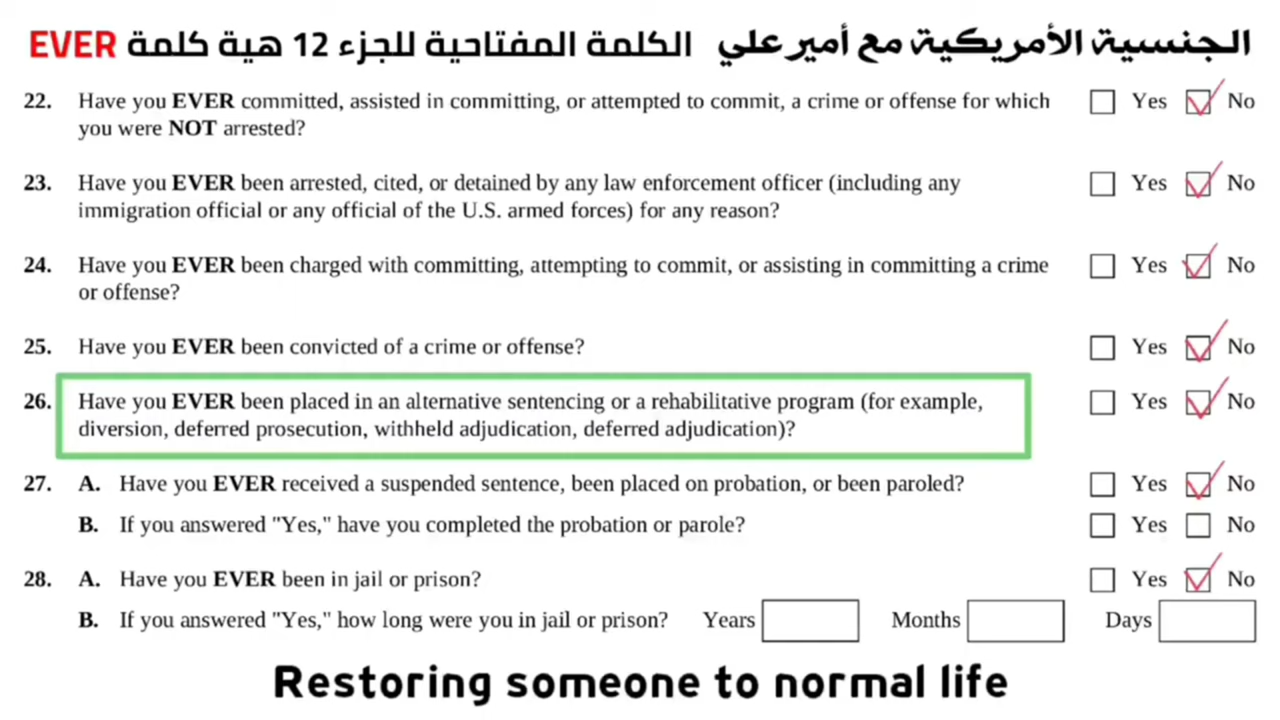 الجنسية الأمريكية مع أمير علي الكلمة المفتاحية للجزء 12 هية كلمة EVER
22. Have you EVER committed, assisted in committing, or attempted to commit, a crime or offense for which Yes No
you were NOT arrested?
23. Have you EVER been arrested, cited, or detained by any law enforcement officer (including any Yes No
immigration official or any official of the U.S. armed forces) for any reason?
24. Have you EVER been charged with committing, attempting to commit, or assisting in committing a crime Yes No
or offense?
25. Have you EVER been convicted of a crime or offense? Yes No
26. Have you EVER been placed in an alternative sentencing or a rehabilitative program (for example, Yes No
diversion, deferred prosecution, withheld adjudication, deferred adjudication)?
27. A. Have you EVER received a suspended sentence, been placed on probation, or been paroled? Yes No
B. If you answered "Yes," have you completed the probation or parole? Yes No
28. A. Have you EVER been in jail or prison? Yes No
B. If you answered "Yes," how long were you in jail or prison? Years Months Days
Restoring someone to normal life